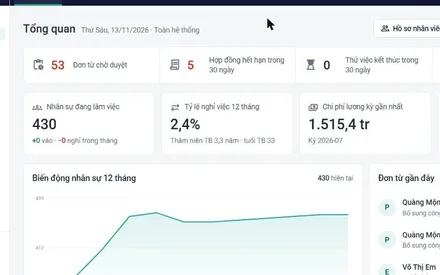 Tổng quan Thứ Sáu, 13/11/2026 · Toàn hệ thống
Hồ sơ nhân viê
53 Đơn từ chờ duyệt
5 Hợp đồng hết hạn trong
30 ngày
0 Thử việc kết thúc trong
30 ngày
Nhân sự đang làm việc
430
+0 vào · −0 nghỉ trong tháng
Tỷ lệ nghỉ việc 12 tháng
2,4%
Thâm niên TB 3,3 năm · tuổi TB 33
Chi phí lương kỳ gần nhất
1.515,4 tr
Kỳ 2026-07
Biến động nhân sự 12 tháng
430 hiện tại
412
Đơn từ gần đây
P Quàng Mộn
Bổ sung công
P Quàng Mộn
Bổ sung công
E Võ Thị Em